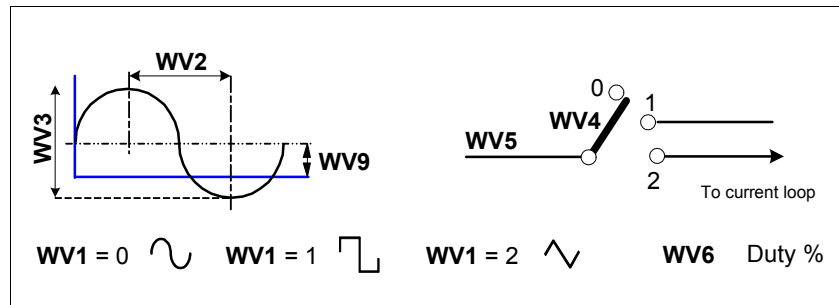 WV2
WV3
WV9
0
1
WV4
WV5
2
To current loop
WV1 = 0
WV1 = 1
WV1 = 2
WV6 Duty %